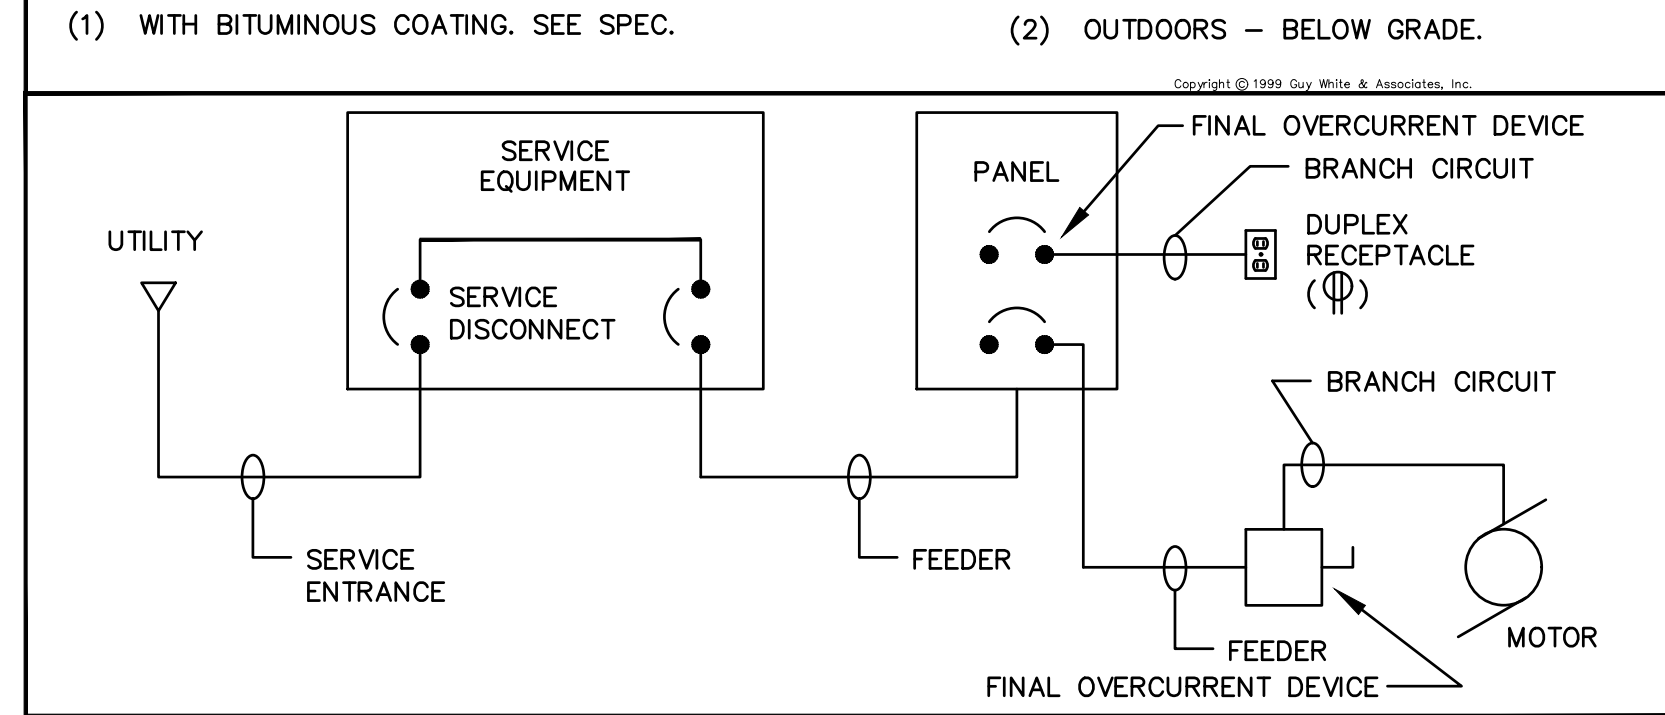 (1) WITH BITUMINOUS COATING. SEE SPEC.
(2) OUTDOORS – BELOW GRADE.
Copyright © 1999 Guy White & Associates, Inc.
FINAL OVERCURRENT DEVICE
SERVICE
EQUIPMENT
PANEL
BRANCH CIRCUIT
UTILITY
DUPLEX
RECEPTACLE
( )
SERVICE
DISCONNECT
BRANCH CIRCUIT
SERVICE
ENTRANCE
FEEDER
MOTOR
FEEDER
FINAL OVERCURRENT DEVICE